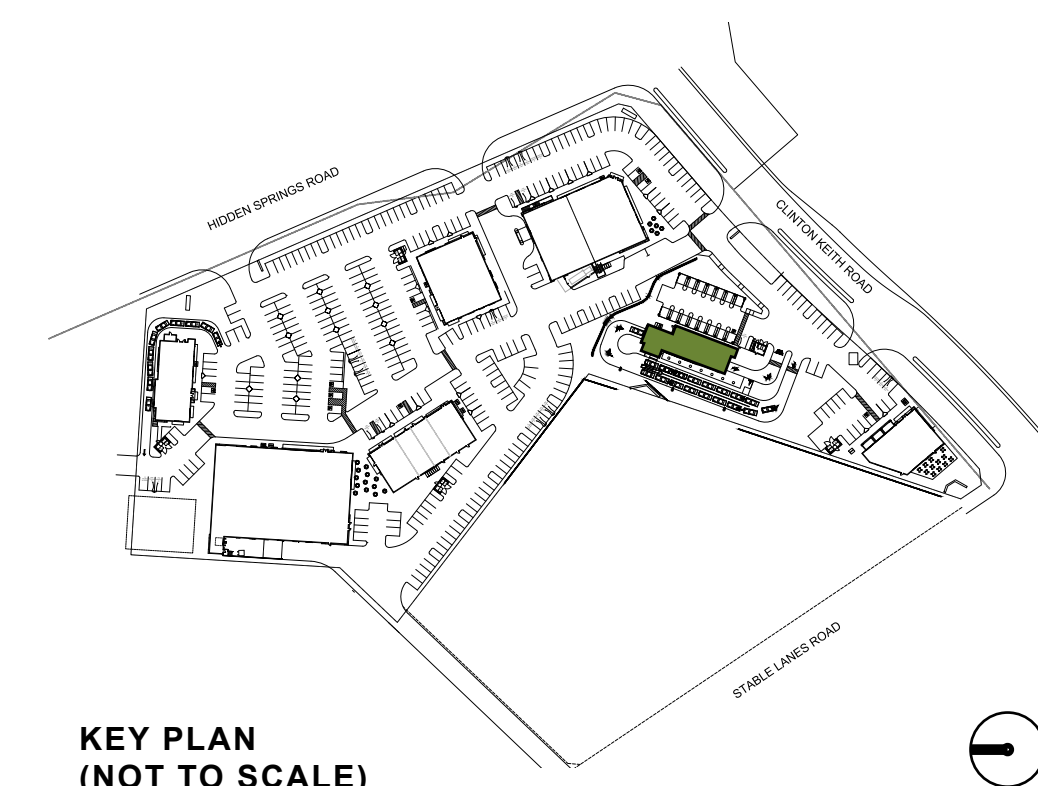 HIDDEN SPRINGS ROAD
CLINTON KEITH ROAD
STABLE LANES ROAD
KEY PLAN
(NOT TO SCALE)